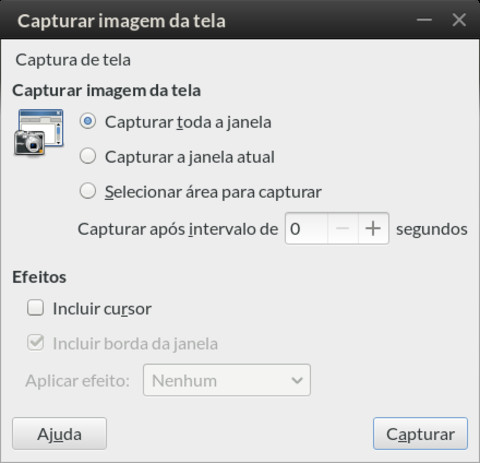 Capturar imagem da tela
Captura de tela
Capturar imagem da tela
Capturar toda a janela
Capturar a janela atual
Selecionar área para capturar
Capturar após intervalo de 0 segundos
Efeitos
Incluir cursor
Incluir borda da janela
Aplicar efeito: Nenhum
Ajuda Capturar